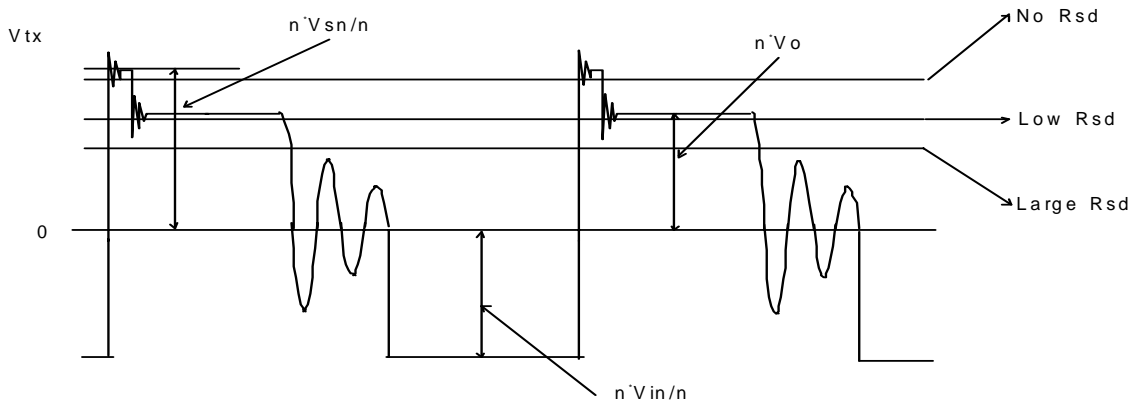 No Rsd
n'Vsn/n
Vtx
n'Vo
Low Rsd
Large Rsd
0
n'Vin/n